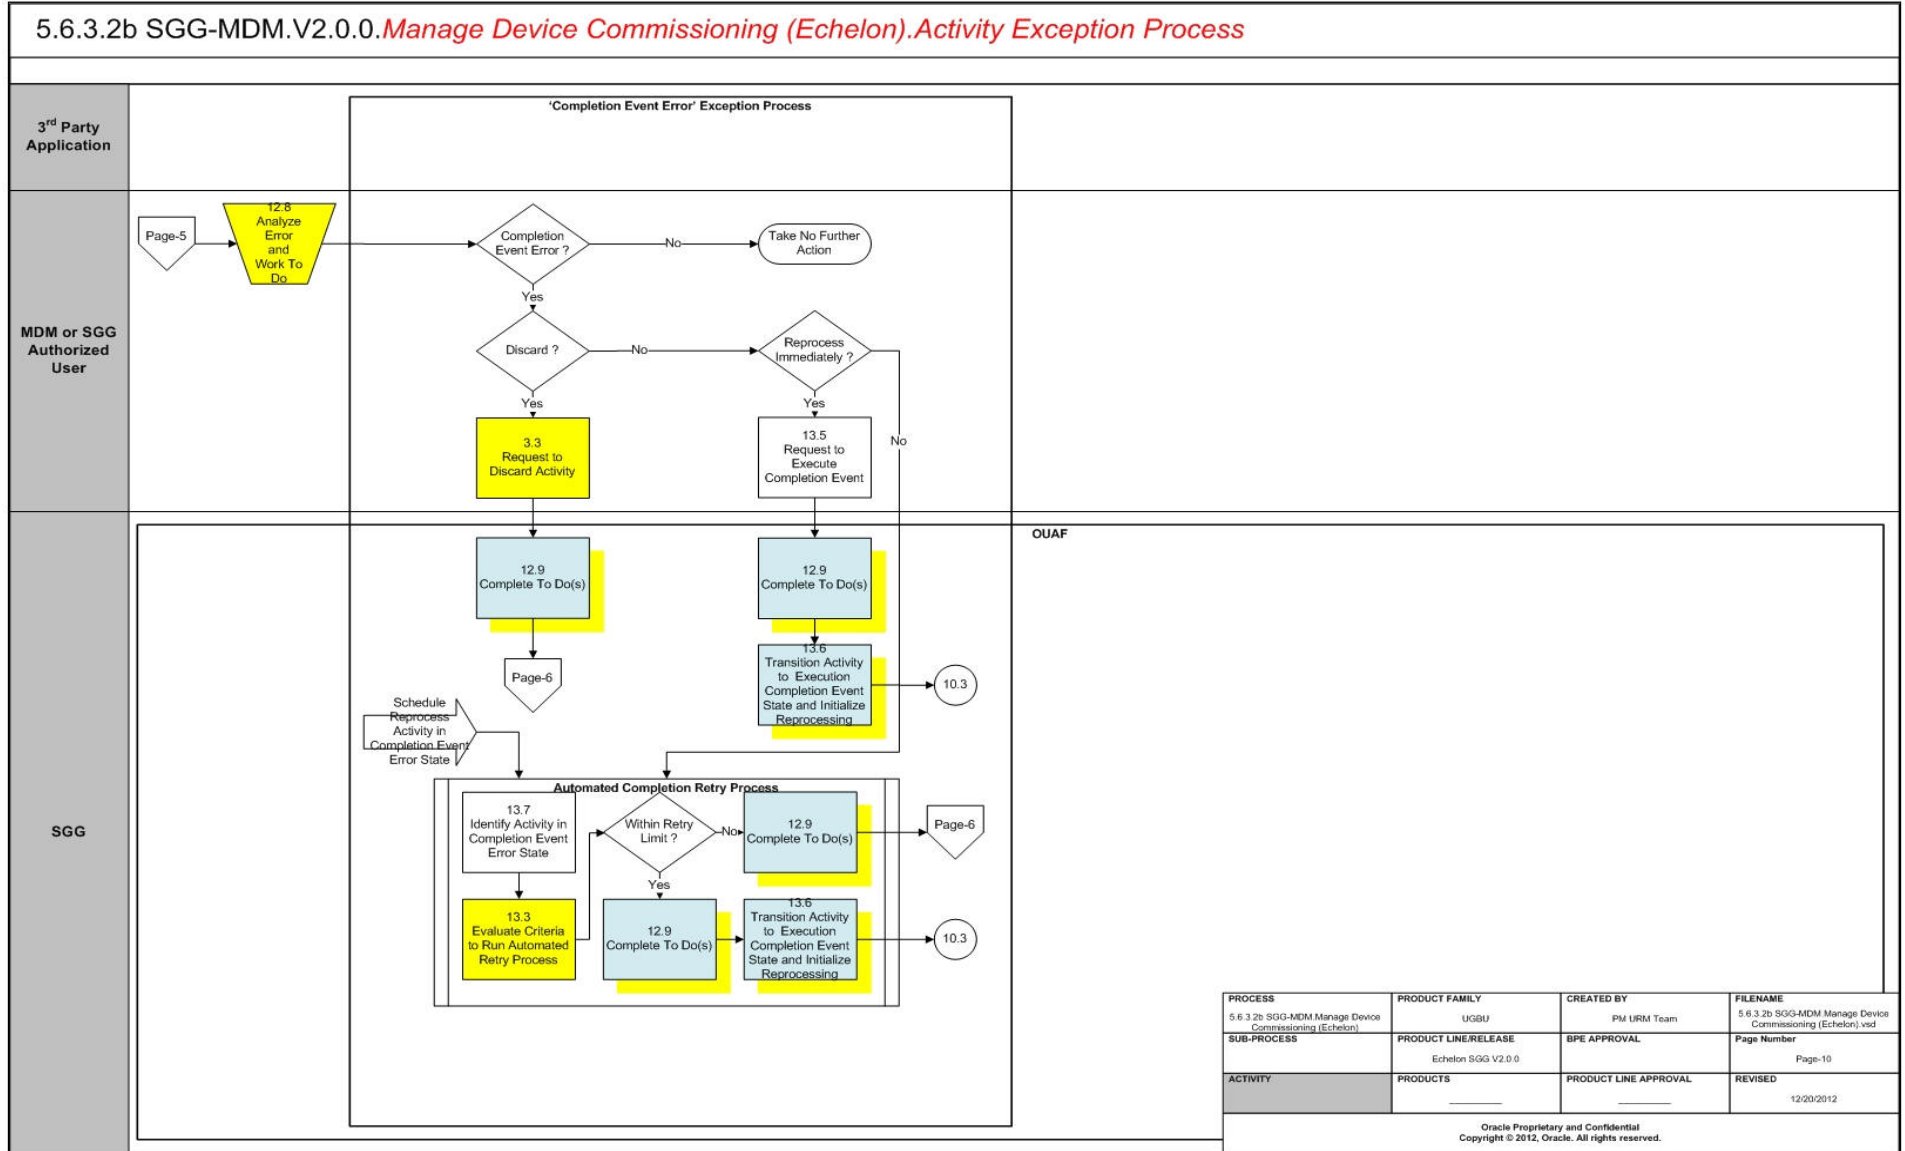 5.6.3.2b SGG-MDM.V2.0.0.Manage Device Commissioning (Echelon).Activity Exception Process
3rd Party
Application
'Completion Event Error' Exception Process
MDM or SGG
Authorized
User
Page-5
12.8
Analyze
Error
and
Work To
Do
Completion
Event Error ?
No
Take No Further
Action
Yes
Discard ?
No
Reprocess
Immediately ?
Yes
Yes
No
3.3
Request to
Discard Activity
13.5
Request to
Execute
Completion Event
SGG
OUAF
12.9
Complete To Do(s)
12.9
Complete To Do(s)
Page-6
13.6
Transition Activity
to Execution
Completion Event
State and Initialize
Reprocessing
10.3
Schedule
Reprocess
Activity in
Completion Event
Error State
Automated Completion Retry Process
13.7
Identify Activity in
Completion Event
Error State
Within Retry
Limit ?
No
12.9
Complete To Do(s)
Page-6
Yes
13.3
Evaluate Criteria
to Run Automated
Retry Process
12.9
Complete To Do(s)
13.6
Transition Activity
to Execution
Completion Event
State and Initialize
Reprocessing
10.3
PROCESS
5.6.3.2b SGG-MDM.Manage Device
Commissioning (Echelon)
PRODUCT FAMILY
UGBU
CREATED BY
PM URM Team
FILENAME
5.6.3.2b SGG-MDM.Manage Device
Commissioning (Echelon).vsd
SUB-PROCESS
PRODUCT LINE/RELEASE
Echelon SGG V2.0.0
BPE APPROVAL
Page Number
Page-10
ACTIVITY
PRODUCTS
PRODUCT LINE APPROVAL
REVISED
12/20/2012
Oracle Proprietary and Confidential
Copyright © 2012, Oracle. All rights reserved.